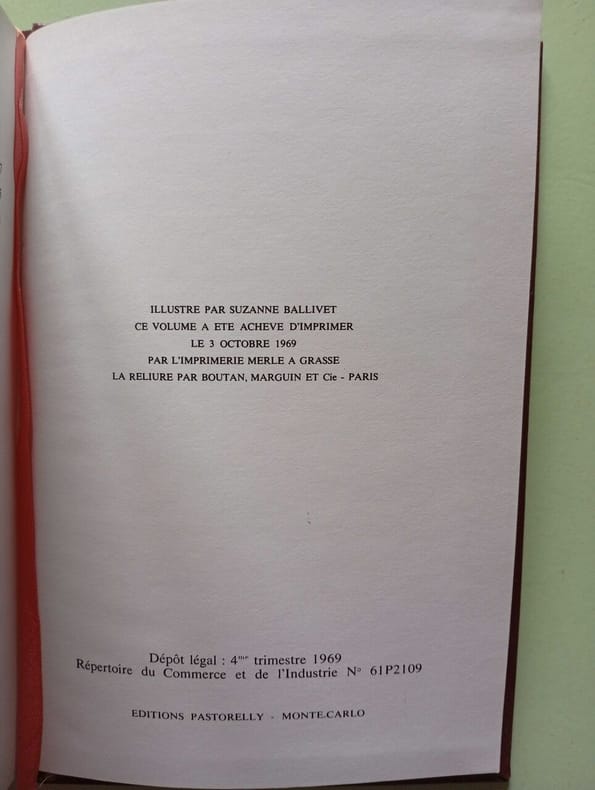 ILLUSTRE PAR SUZANNE BALLIVET
CE VOLUME A ETE ACHEVE D'IMPRIMER
LE 3 OCTOBRE 1969
PAR L'IMPRIMERIE MERLE A GRASSE
LA RELIURE PAR BOUTAN, MARGUIN ET Cie - PARIS
Dépôt légal : 4me trimestre 1969
Répertoire du Commerce et de l'Industrie No 61P2109
EDITIONS PASTORELLY - MONTE-CARLO